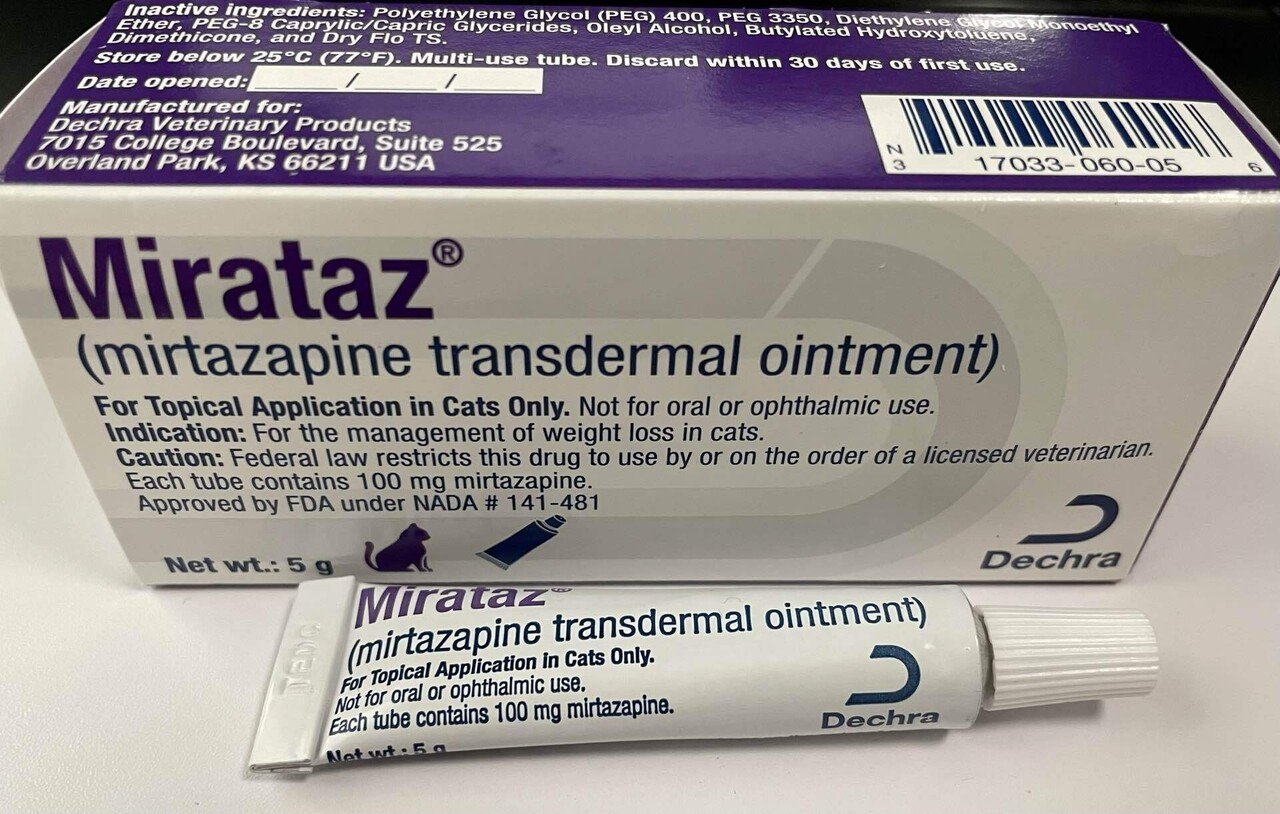 Inactive ingredients: Polyethylene Glycol (PEG) 400, PEG 3350, Diethylene Glycol Monoethyl
Ether, PEG-8 Caprylic/Capric Glycerides, Oleyl Alcohol, Butylated Hydroxytoluene,
Dimethicone, and Dry Flo TS.
Store below 25°C (77°F). Multi-use tube. Discard within 30 days of first use.
Date opened: / /
Manufactured for:
Dechra Veterinary Products
7015 College Boulevard, Suite 525
Overland Park, KS 66211 USA
N
3 17033-060-05 6
Mirataz®
(mirtazapine transdermal ointment)
For Topical Application in Cats Only. Not for oral or ophthalmic use.
Indication: For the management of weight loss in cats.
Caution: Federal law restricts this drug to use by or on the order of a licensed veterinarian.
Each tube contains 100 mg mirtazapine.
Approved by FDA under NADA # 141-481
Net wt.: 5 g
Dechra
Mirataz®
(mirtazapine transdermal ointment)
For Topical Application in Cats Only.
Not for oral or ophthalmic use.
Each tube contains 100 mg mirtazapine.
Net wt.: 5 g
Dechra